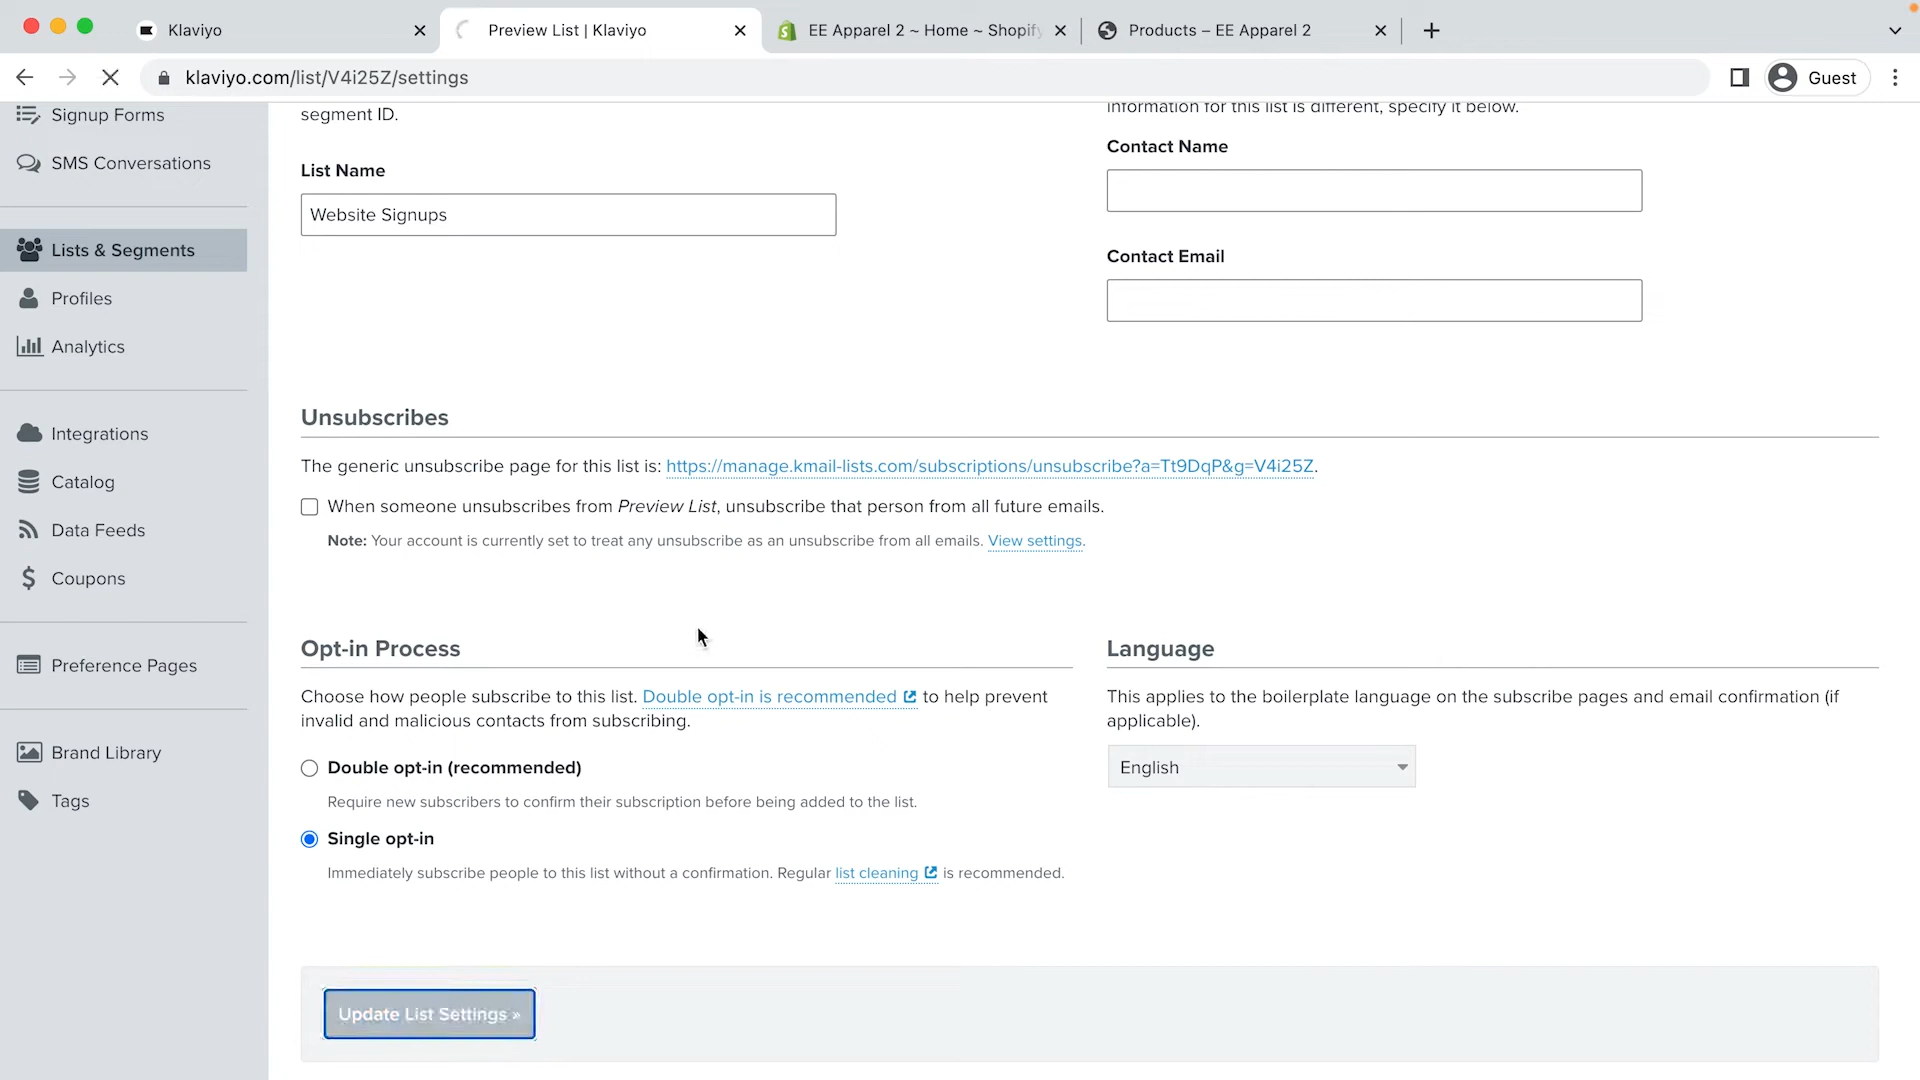 Klaviyo
Preview List | Klaviyo
EE Apparel 2 ~ Home ~ Shopify
Products – EE Apparel 2
klaviyo.com/list/V4i25Z/settings
Guest
Signup Forms
SMS Conversations
Lists & Segments
Profiles
Analytics
Integrations
Catalog
Data Feeds
Coupons
Preference Pages
Brand Library
Tags
segment ID.
List Name
Website Signups
information for this list is different, specify it below.
Contact Name
Contact Email
Unsubscribes
The generic unsubscribe page for this list is: https://manage.kmail-lists.com/subscriptions/unsubscribe?a=Tt9DqP&g=V4i25Z.
When someone unsubscribes from Preview List, unsubscribe that person from all future emails.
Note: Your account is currently set to treat any unsubscribe as an unsubscribe from all emails. View settings.
Opt-in Process
Choose how people subscribe to this list. Double opt-in is recommended to help prevent
invalid and malicious contacts from subscribing.
Double opt-in (recommended)
Require new subscribers to confirm their subscription before being added to the list.
Single opt-in
Immediately subscribe people to this list without a confirmation. Regular list cleaning is recommended.
Language
This applies to the boilerplate language on the subscribe pages and email confirmation (if
applicable).
English
Update List Settings »